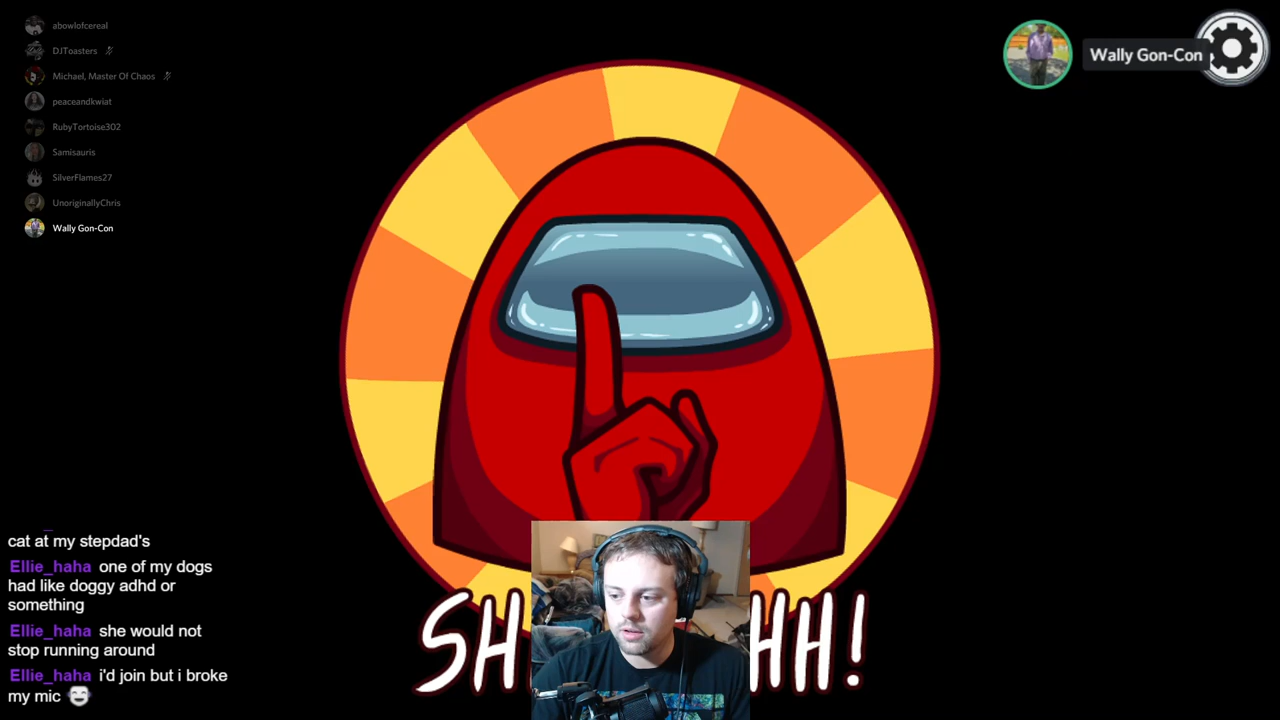 abowlofcereal
DJToasters
Michael, Master Of Chaos
peaceandkwiat
RubyTortoise302
Samisauris
SilverFlames27
UnoriginallyChris
Wally Gon-Con
Wally Gon-Con
cat at my stepdad's
Ellie_haha one of my dogs
had like doggy adhd or
something
Ellie_haha she would not
stop running around
Ellie_haha i'd join but i broke
my mic